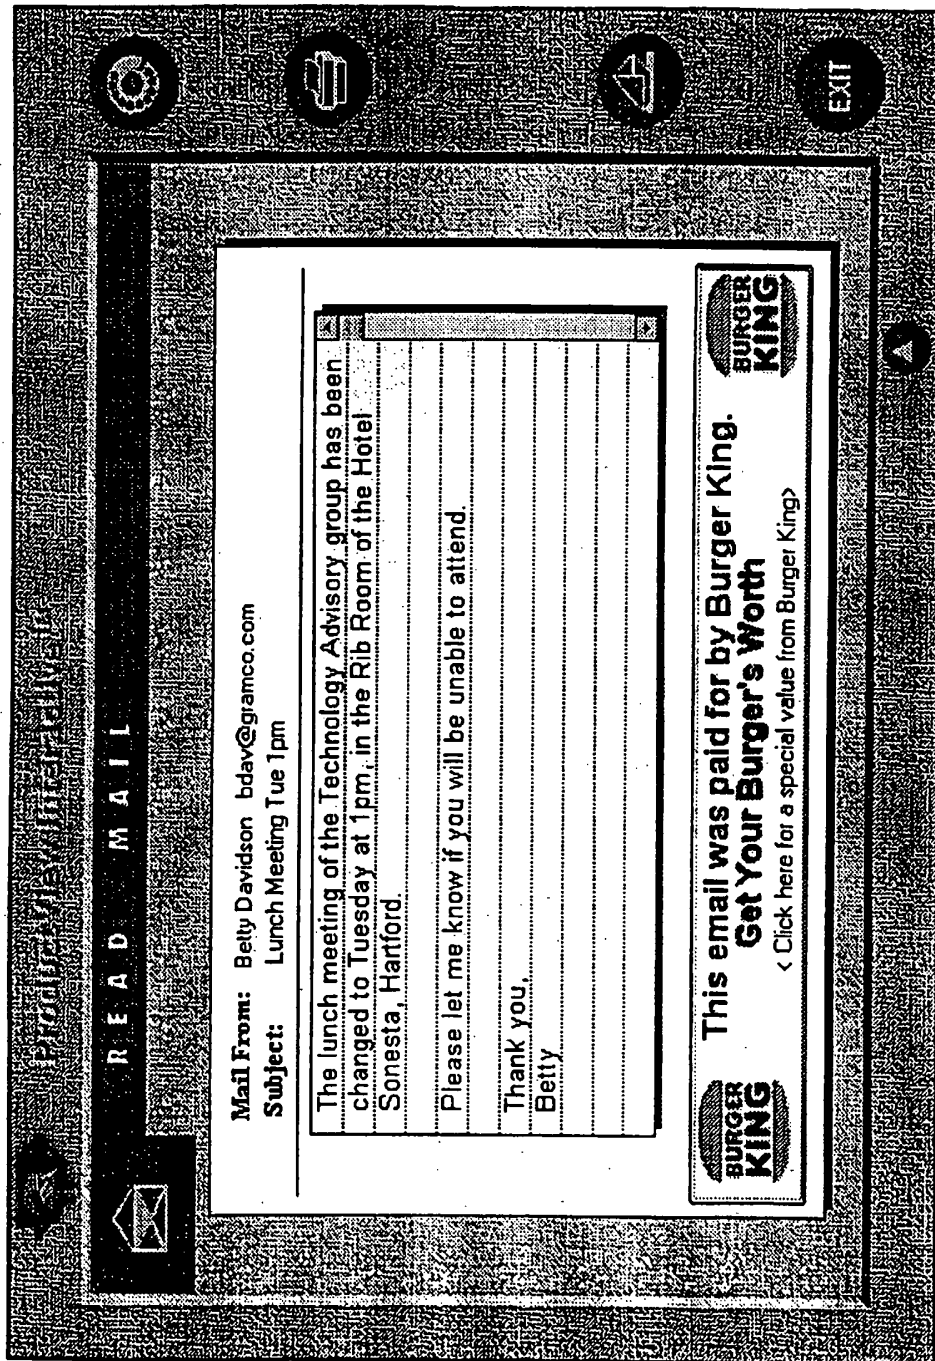 ProductView Interactive
READ MAIL
Mail From: Betty Davidson bdav@gramco.com
Subject: Lunch Meeting Tue 1pm
The lunch meeting of the Technology Advisory group has been
changed to Tuesday at 1pm, in the Rib Room of the Hotel
Sonesta, Hartford.
Please let me know if you will be unable to attend.
Thank you,
Betty
BURGER
KING
This email was paid for by Burger King.
Get Your Burger's Worth
< Click here for a special value from Burger King>
BURGER
KING
EXIT